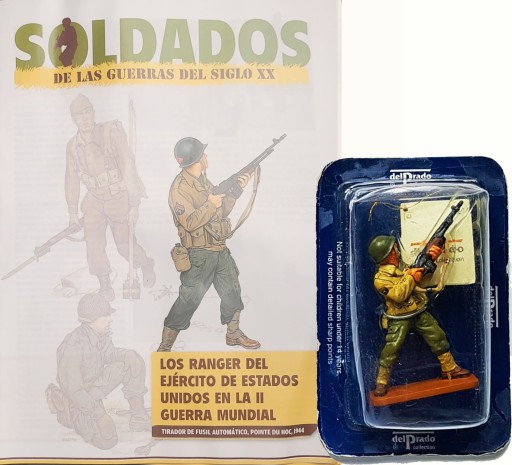 SOLDADOS
DE LAS GUERRAS DEL SIGLO XX
LOS RANGER DEL
EJÉRCITO DE ESTADOS
UNIDOS EN LA II
GUERRA MUNDIAL
TIRADOR DE FUSIL AUTOMÁTICO, POINTE DU HOC, 1944
delPrado
Not suitable for children under 14 years.
may contain detailed sharp points
delPrado
delPrado
collection